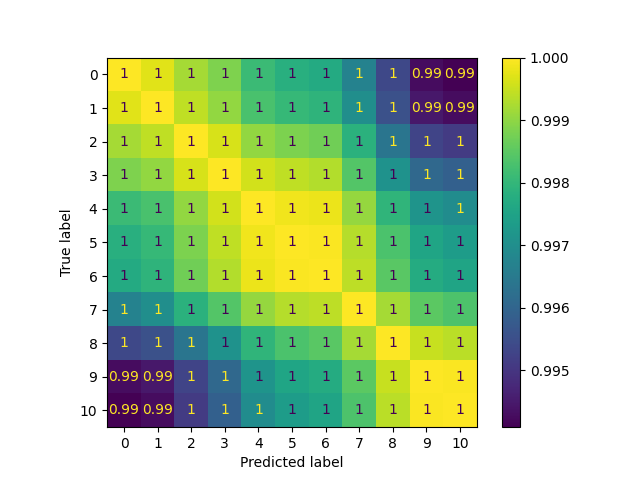 0 1 1 1 1 1 1 1 1 1 0.99 0.99 1.000
1 1 1 1 1 1 1 1 1 1 0.99 0.99
0.999
2 1 1 1 1 1 1 1 1 1 1 1
3 1 1 1 1 1 1 1 1 1 1 1
0.998
4 1 1 1 1 1 1 1 1 1 1 1
True label
5 1 1 1 1 1 1 1 1 1 1 1
0.997
6 1 1 1 1 1 1 1 1 1 1 1
7 1 1 1 1 1 1 1 1 1 1 1
0.996
8 1 1 1 1 1 1 1 1 1 1 1
0.995
9 0.99 0.99 1 1 1 1 1 1 1 1 1
10 0.99 0.99 1 1 1 1 1 1 1 1 1
0 1 2 3 4 5 6 7 8 9 10
Predicted label